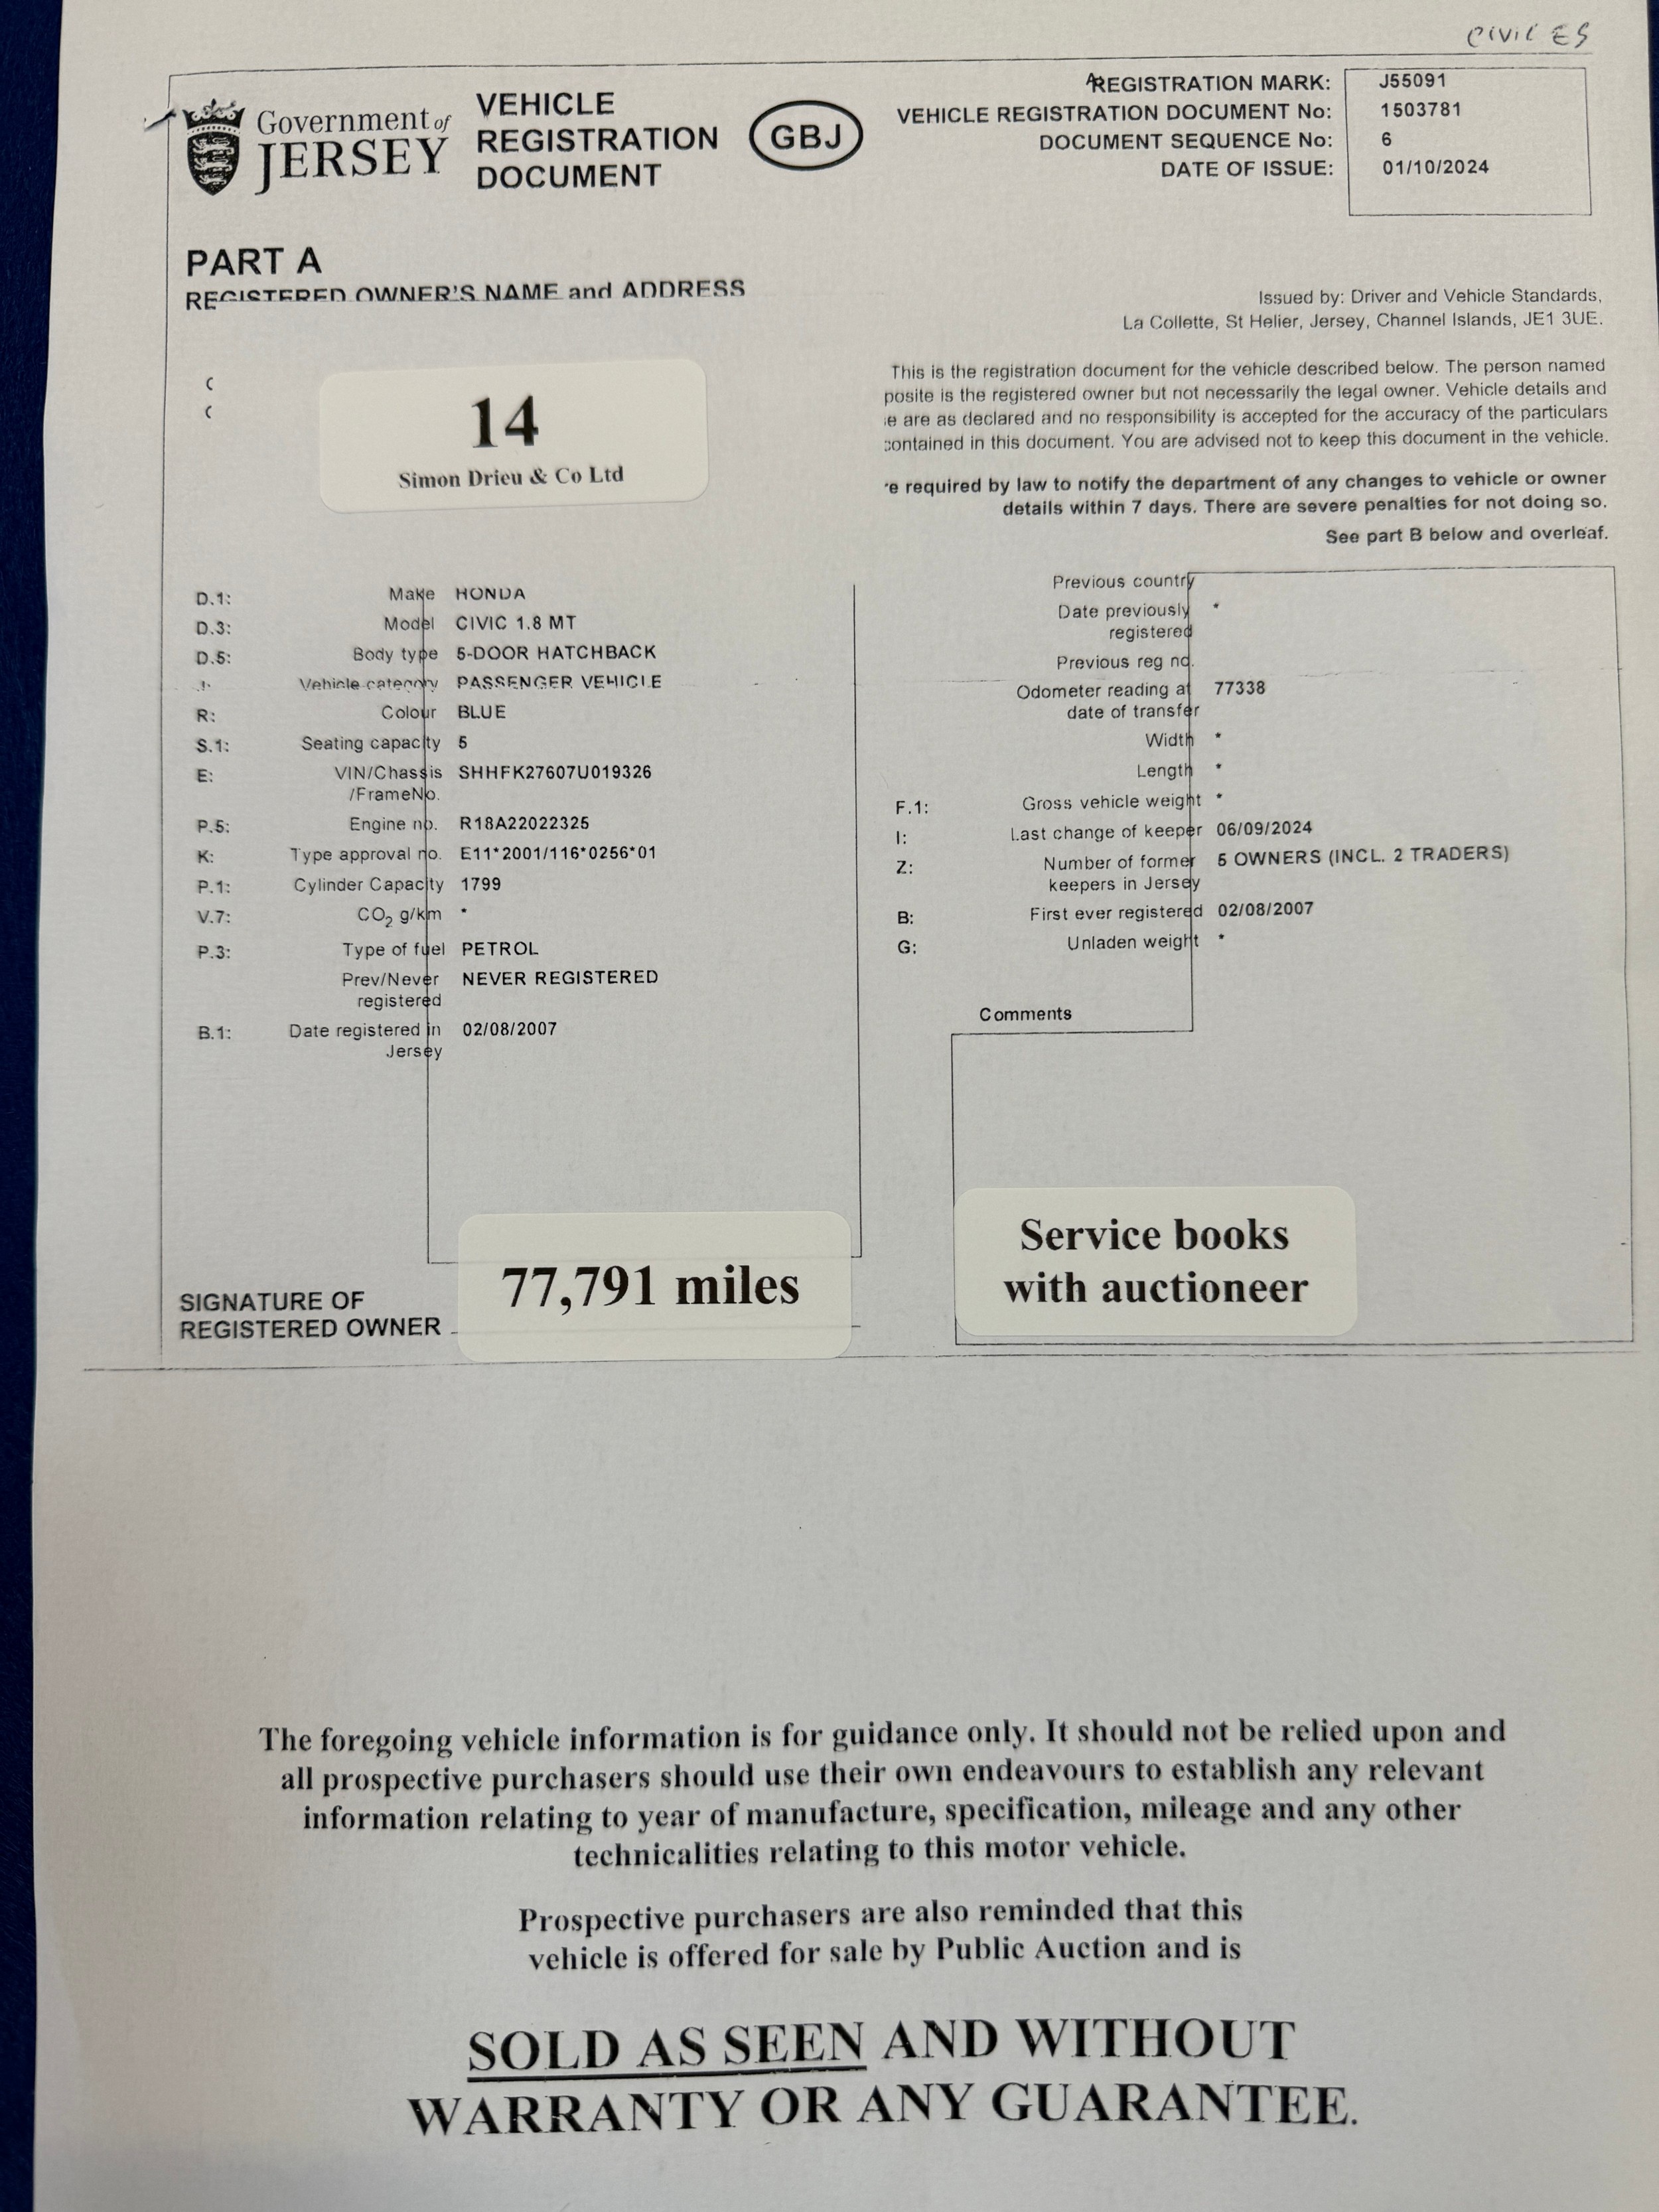 CIVIC ES
Government of
JERSEY
VEHICLE
REGISTRATION
DOCUMENT
GBJ
REGISTRATION MARK: J55091
VEHICLE REGISTRATION DOCUMENT No: 1503781
DOCUMENT SEQUENCE No: 6
DATE OF ISSUE: 01/10/2024
PART A
REGISTERED OWNER'S NAME and ADDRESS
Issued by: Driver and Vehicle Standards,
La Collette, St Helier, Jersey, Channel Islands, JE1 3UE.
14
Simon Drieu & Co Ltd
This is the registration document for the vehicle described below. The person named
posite is the registered owner but not necessarily the legal owner. Vehicle details and
e are as declared and no responsibility is accepted for the accuracy of the particulars
contained in this document. You are advised not to keep this document in the vehicle.
e required by law to notify the department of any changes to vehicle or owner
details within 7 days. There are severe penalties for not doing so.
See part B below and overleaf.
D.1: Make HONDA
D.3: Model CIVIC 1.8 MT
D.5: Body type 5-DOOR HATCHBACK
J: Vehicle category PASSENGER VEHICLE
R: Colour BLUE
S.1: Seating capacity 5
E: VIN/Chassis SHHFK27607U019326
/FrameNo.
P.5: Engine no. R18A22022325
K: Type approval no. E11*2001/116*0256*01
P.1: Cylinder Capacity 1799
V.7: CO2 g/km *
P.3: Type of fuel PETROL
Prev/Never NEVER REGISTERED
registered
B.1: Date registered in 02/08/2007
Jersey
Previous country
Date previously *
registered
Previous reg no.
Odometer reading at 77338
date of transfer
Width *
Length *
F.1: Gross vehicle weight *
I: Last change of keeper 06/09/2024
Z: Number of former 5 OWNERS (INCL. 2 TRADERS)
keepers in Jersey
B: First ever registered 02/08/2007
G: Unladen weight *
Comments
SIGNATURE OF
REGISTERED OWNER
77,791 miles
Service books
with auctioneer
The foregoing vehicle information is for guidance only. It should not be relied upon and
all prospective purchasers should use their own endeavours to establish any relevant
information relating to year of manufacture, specification, mileage and any other
technicalities relating to this motor vehicle.
Prospective purchasers are also reminded that this
vehicle is offered for sale by Public Auction and is
SOLD AS SEEN AND WITHOUT
WARRANTY OR ANY GUARANTEE.